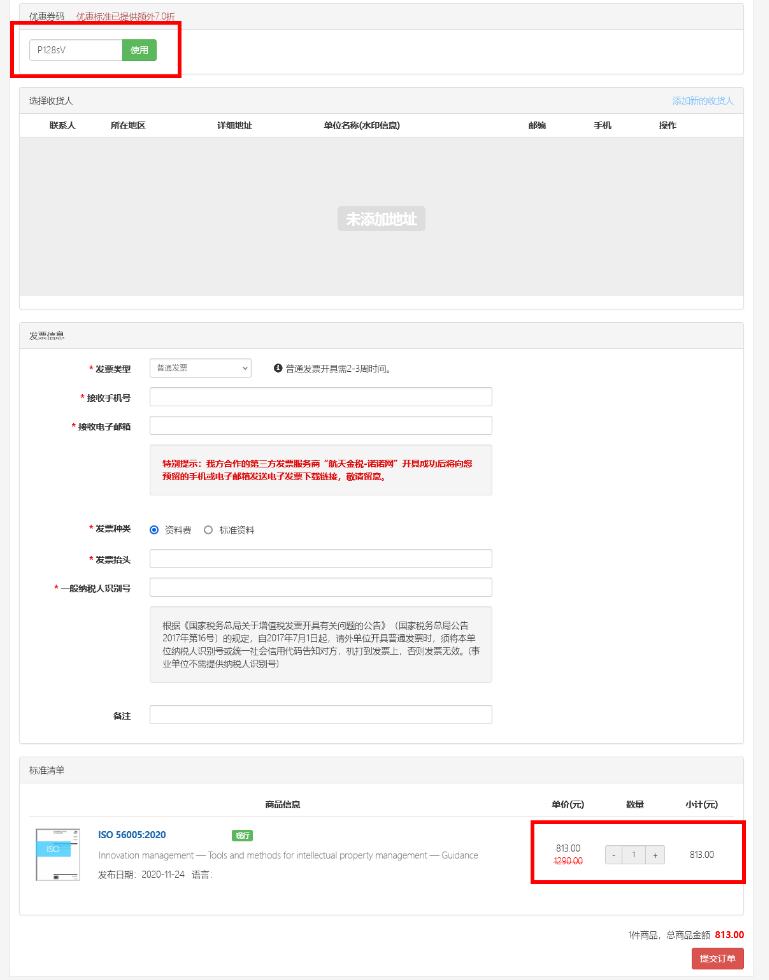 优惠券码 优惠标准已提供额外7.0折
P128sV 使用
选择收货人 添加新的收货人
联系人 所在地区 详细地址 单位名称(水印信息) 邮编 手机 操作
未添加地址
发票信息
* 发票类型 普通发票 普通发票开具需2-3周时间。
* 接收手机号
* 接收电子邮箱
特别提示：我方合作的第三方发票服务商“航天金税-诺诺网”开具成功后将向您
预留的手机或电子邮箱发送电子发票下载链接，敬请留意。
* 发票种类 资料费 标准资料
* 发票抬头
* 一般纳税人识别号
根据《国家税务总局关于增值税发票开具有关问题的公告》（国家税务总局公告
2017年第16号）的规定，自2017年7月1日起，请外单位开具普通发票时，须将本单
位纳税人识别号或统一社会信用代码告知对方，机打到发票上，否则发票无效。(事
业单位不需提供纳税人识别号)
备注
标准清单
商品信息 单价(元) 数量 小计(元)
ISO
ISO 56005:2020 现行
Innovation management — Tools and methods for intellectual property management — Guidance
发布日期：2020-11-24 语言：
813.00
1290.00
- 1 +
813.00
1件商品，总商品金额 813.00
提交订单